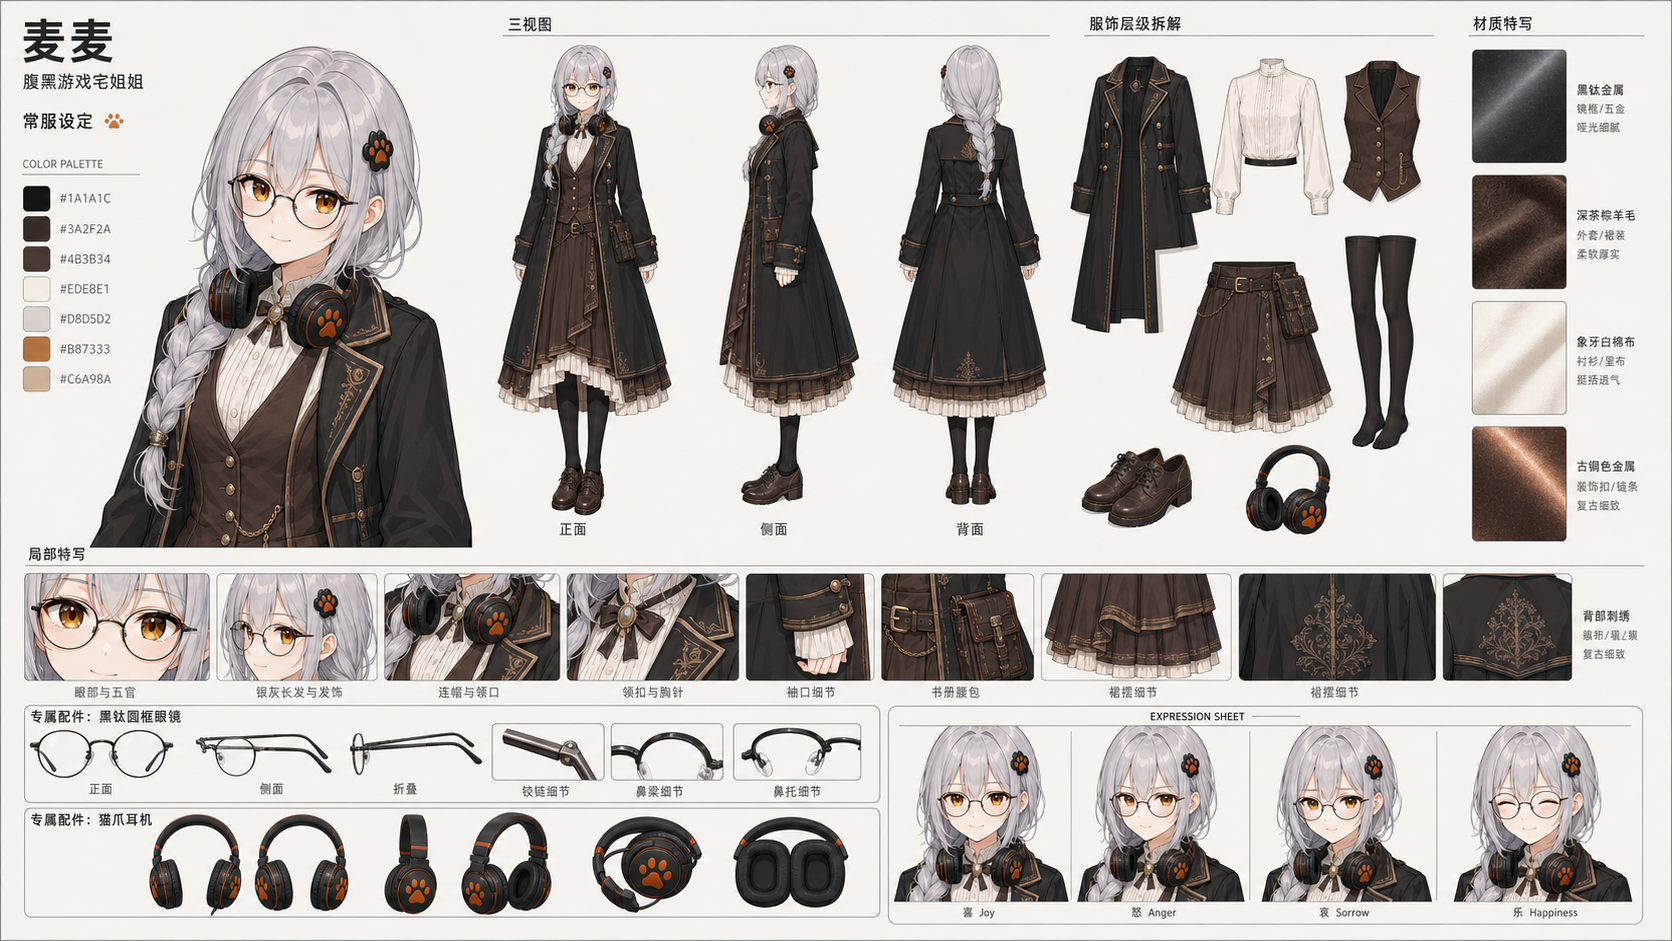 麦麦
腹黑游戏宅姐姐
常服设定
COLOR PALETTE
#1A1A1C
#3A2F2A
#4B3B34
#EDE8E1
#D8D5D2
#B87333
#C6A98A
三视图
正面
侧面
背面
服饰层级拆解
材质特写
黑钛金属
镜框/五金
哑光细腻
深茶棕羊毛
外套/裙装
柔软厚实
象牙白棉布
衬衫/里布
挺括透气
古铜色金属
装饰扣/链条
复古细致
局部特写
眼部与五官
银灰长发与发饰
连帽与领口
领扣与胸针
袖口细节
书册腰包
裙摆细节
裙摆细节
背部刺绣
复古细致
专属配件：黑钛圆框眼镜
正面
侧面
折叠
铰链细节
鼻梁细节
鼻托细节
专属配件：猫爪耳机
EXPRESSION SHEET
喜 Joy
怒 Anger
哀 Sorrow
乐 Happiness